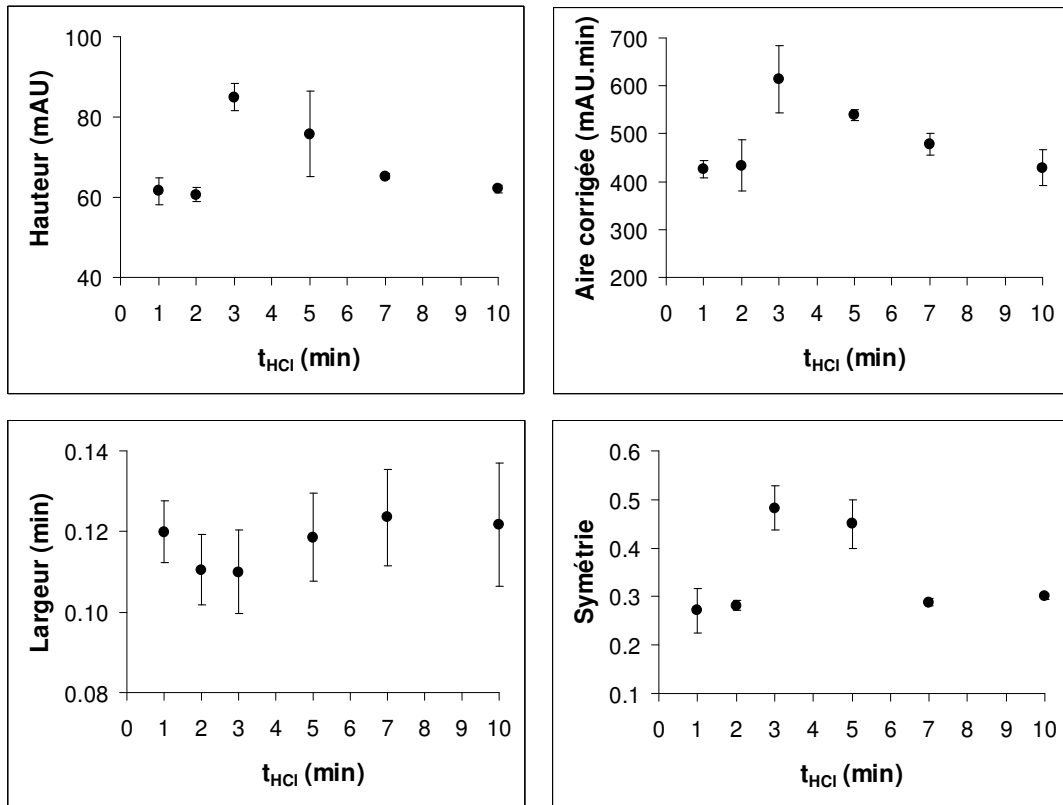 100
80
60
40
Hauteur (mAU)
0 1 2 3 4 5 6 7 8 9 10
tHCl (min)
700
600
500
400
300
200
Aire corrigée (mAU.min)
0 1 2 3 4 5 6 7 8 9 10
tHCl (min)
0.14
0.12
0.10
0.08
Largeur (min)
0 1 2 3 4 5 6 7 8 9 10
tHCl (min)
0.6
0.5
0.4
0.3
0.2
0.1
Symétrie
0 1 2 3 4 5 6 7 8 9 10
tHCl (min)